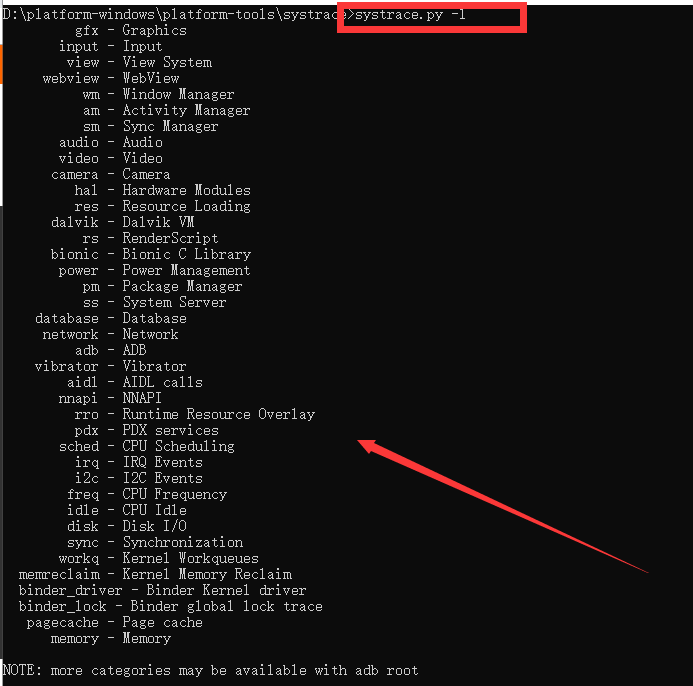 D:\platform-windows\platform-tools\systrace>systrace.py -l
gfx - Graphics
input - Input
view - View System
webview - WebView
wm - Window Manager
am - Activity Manager
sm - Sync Manager
audio - Audio
video - Video
camera - Camera
hal - Hardware Modules
res - Resource Loading
dalvik - Dalvik VM
rs - RenderScript
bionic - Bionic C Library
power - Power Management
pm - Package Manager
ss - System Server
database - Database
network - Network
adb - ADB
vibrator - Vibrator
aidl - AIDL calls
nnapi - NNAPI
rro - Runtime Resource Overlay
pdx - PDX services
sched - CPU Scheduling
irq - IRQ Events
i2c - I2C Events
freq - CPU Frequency
idle - CPU Idle
disk - Disk I/O
sync - Synchronization
workq - Kernel Workqueues
memreclaim - Kernel Memory Reclaim
binder_driver - Binder Kernel driver
binder_lock - Binder global lock trace
pagecache - Page cache
memory - Memory
NOTE: more categories may be available with adb root